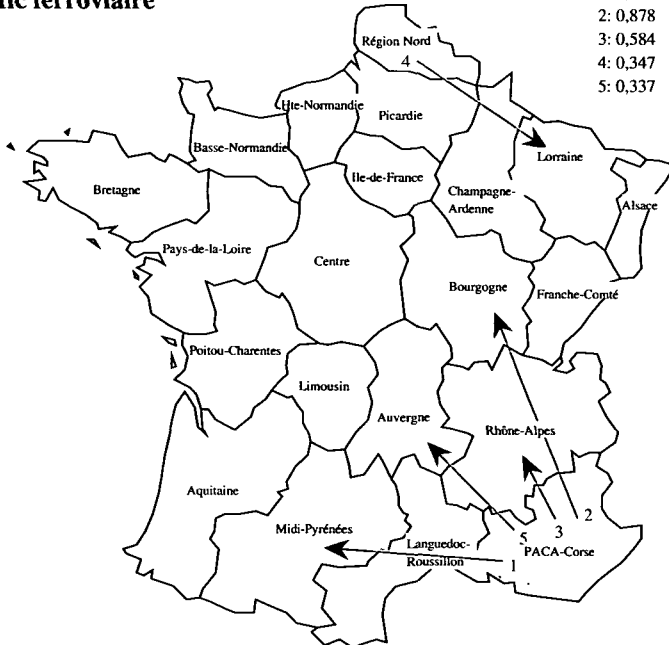 ferroviaire
2: 0,878
3: 0,584
4: 0,347
5: 0,337
Région Nord
4
Hte-Normandie
Picardie
Basse-Normandie
Lorraine
Ile-de-France
Bretagne
Champagne-
Ardenne
Alsace
Pays-de-la-Loire
Centre
Bourgogne
Franche-Comté
Poitou-Charentes
Limousin
Auvergne
Rhône-Alpes
Aquitaine
Midi-Pyrénées
2
3
5
Languedoc-
Roussillon
PACA-Corse
1